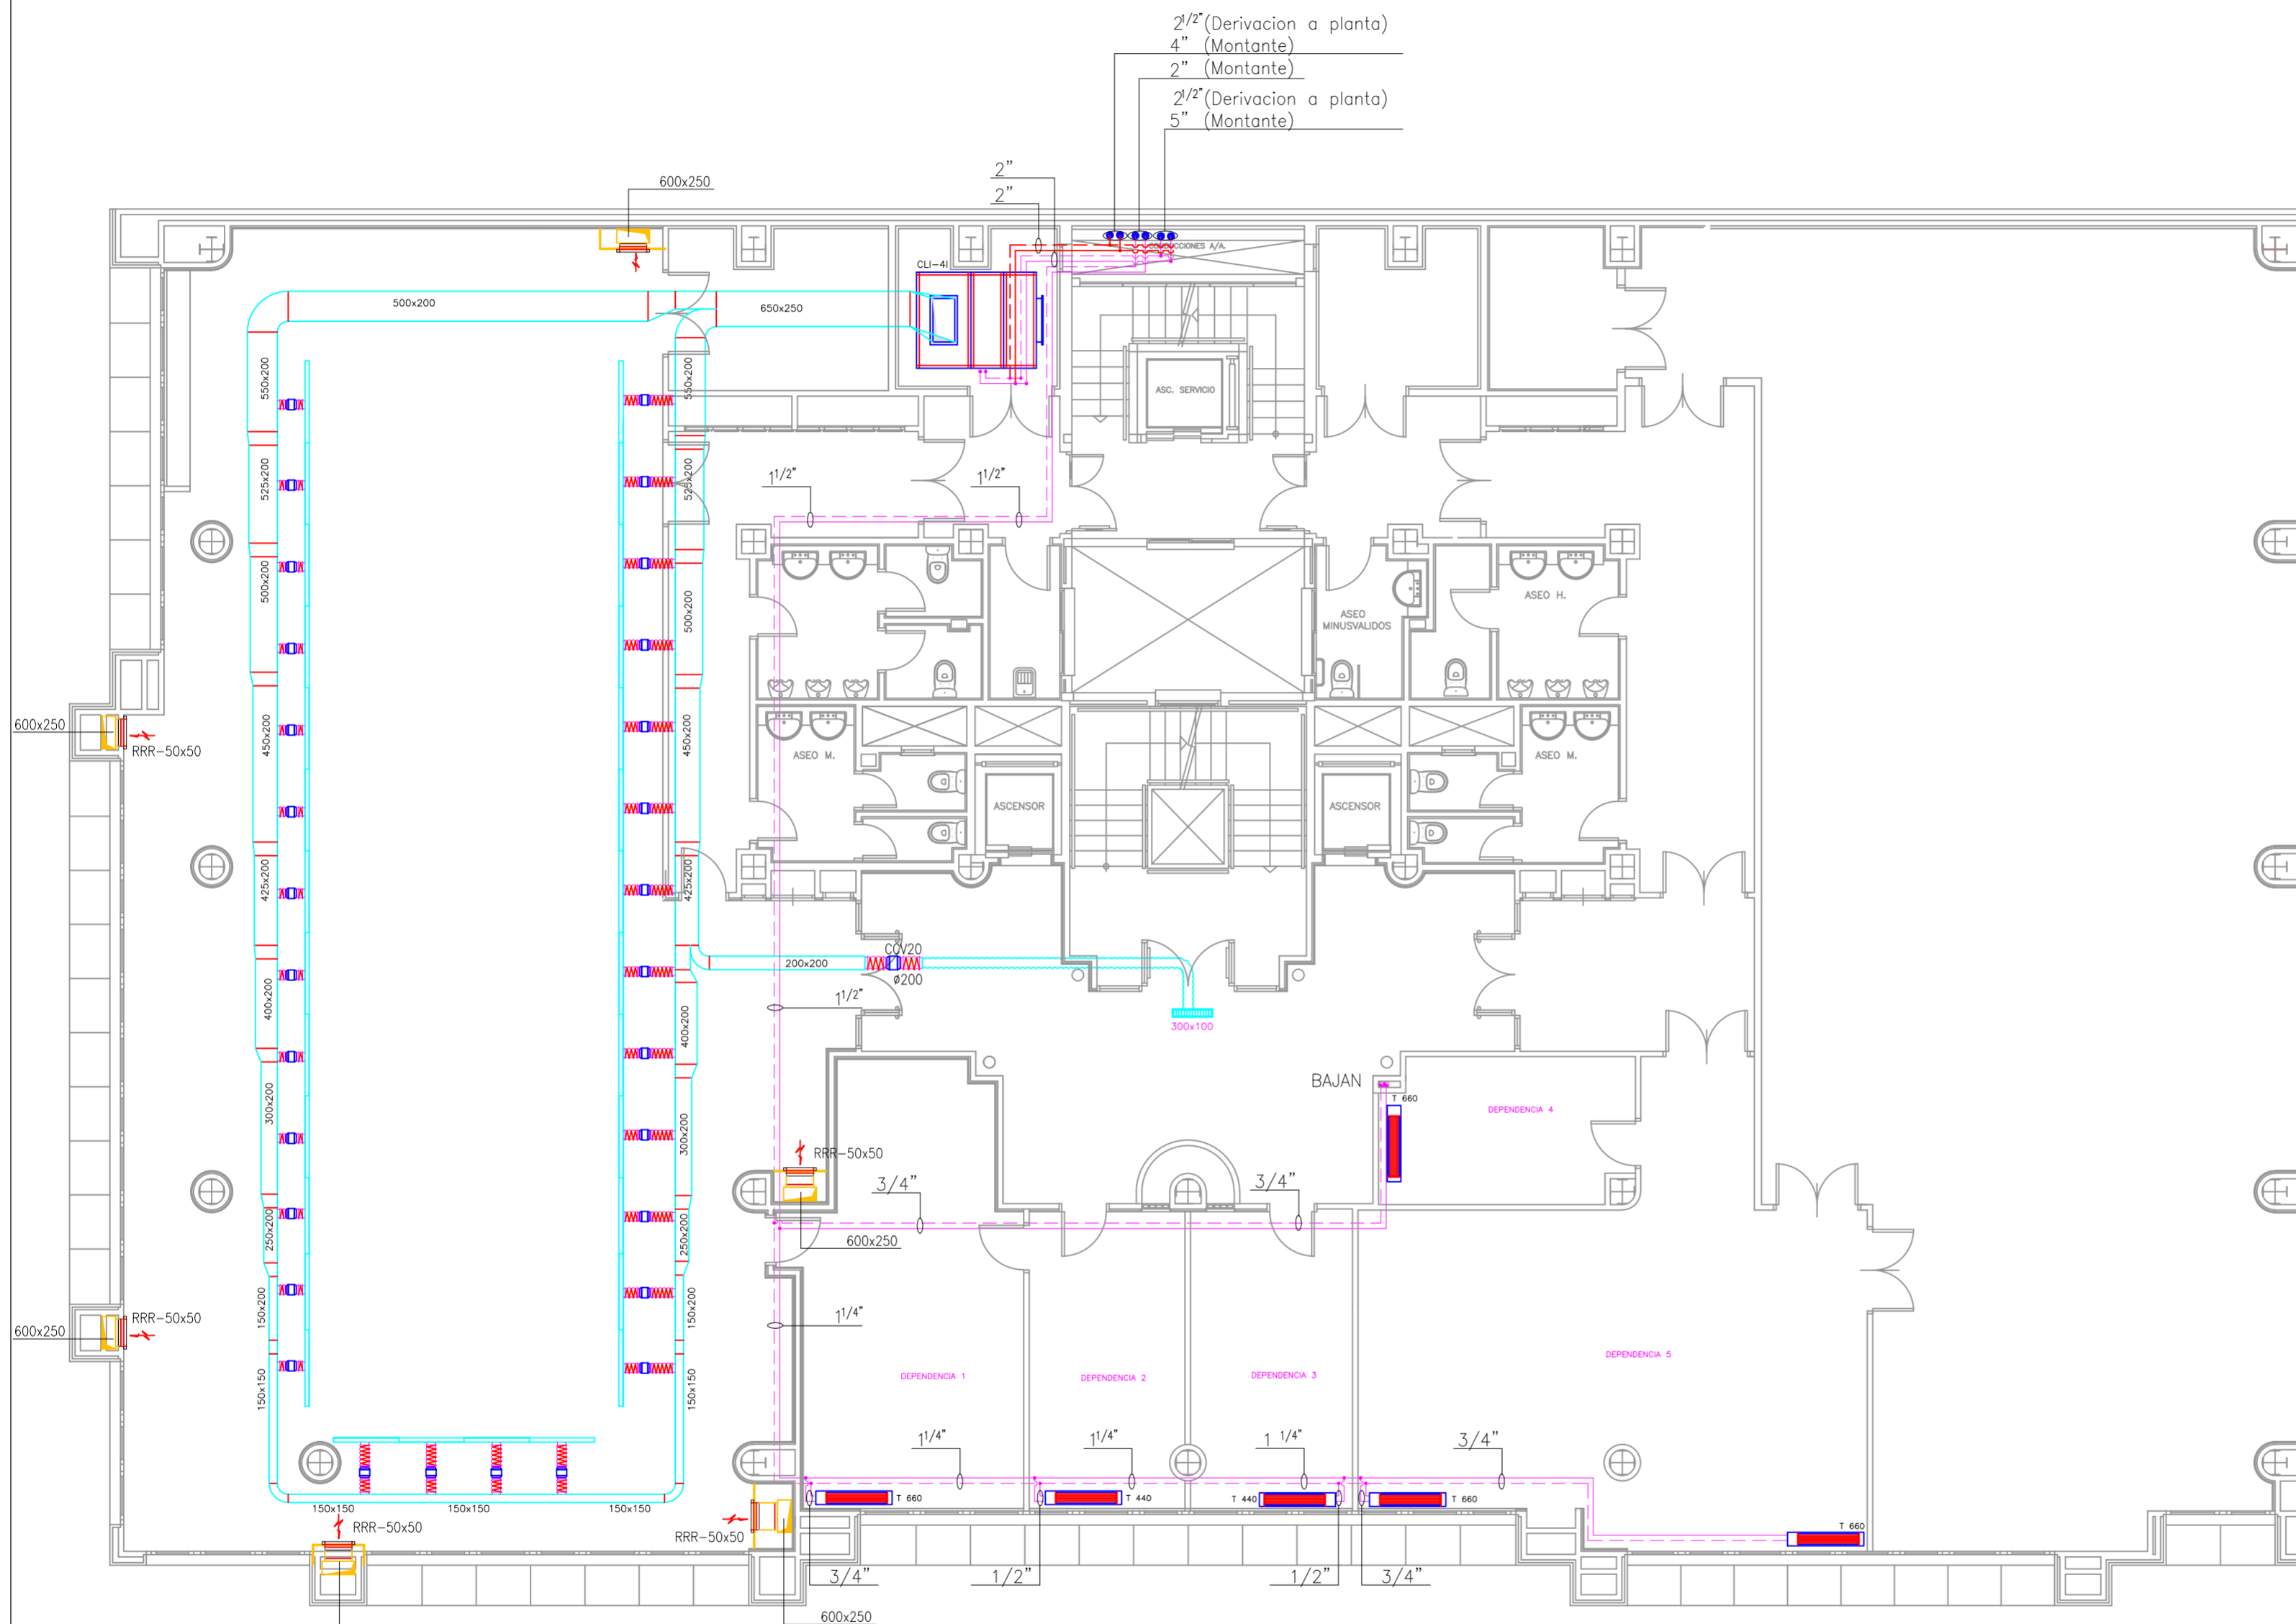 2 1/2" (Derivacion a planta)
4" (Montante)
2" (Montante)
2 1/2" (Derivacion a planta)
5" (Montante)
2"
2"
600x250
CONDUCCIONES A/A.
CLI-4I
500x200
650x250
550x200
550x200
ASC. SERVICIO
525x200
525x200
1 1/2"
1 1/2"
500x200
500x200
ASEO
MINUSVALIDOS
ASEO H.
600x250
RRR-50x50
450x200
450x200
ASEO M.
ASEO M.
ASCENSOR
ASCENSOR
425x200
425x200
COV20
200x200
Ø200
1 1/2"
400x200
400x200
300x100
BAJAN
T 660
DEPENDENCIA 4
300x200
300x200
RRR-50x50
3/4"
3/4"
600x250
250x200
250x200
RRR-50x50
600x250
150x200
150x200
1 1/4"
150x150
150x150
DEPENDENCIA 1
DEPENDENCIA 2
DEPENDENCIA 3
DEPENDENCIA 5
1 1/4"
1 1/4"
1 1/4"
3/4"
T 660
T 440
T 440
T 660
T 660
150x150
150x150
150x150
RRR-50x50
RRR-50x50
3/4"
1/2"
1/2"
3/4"
600x250